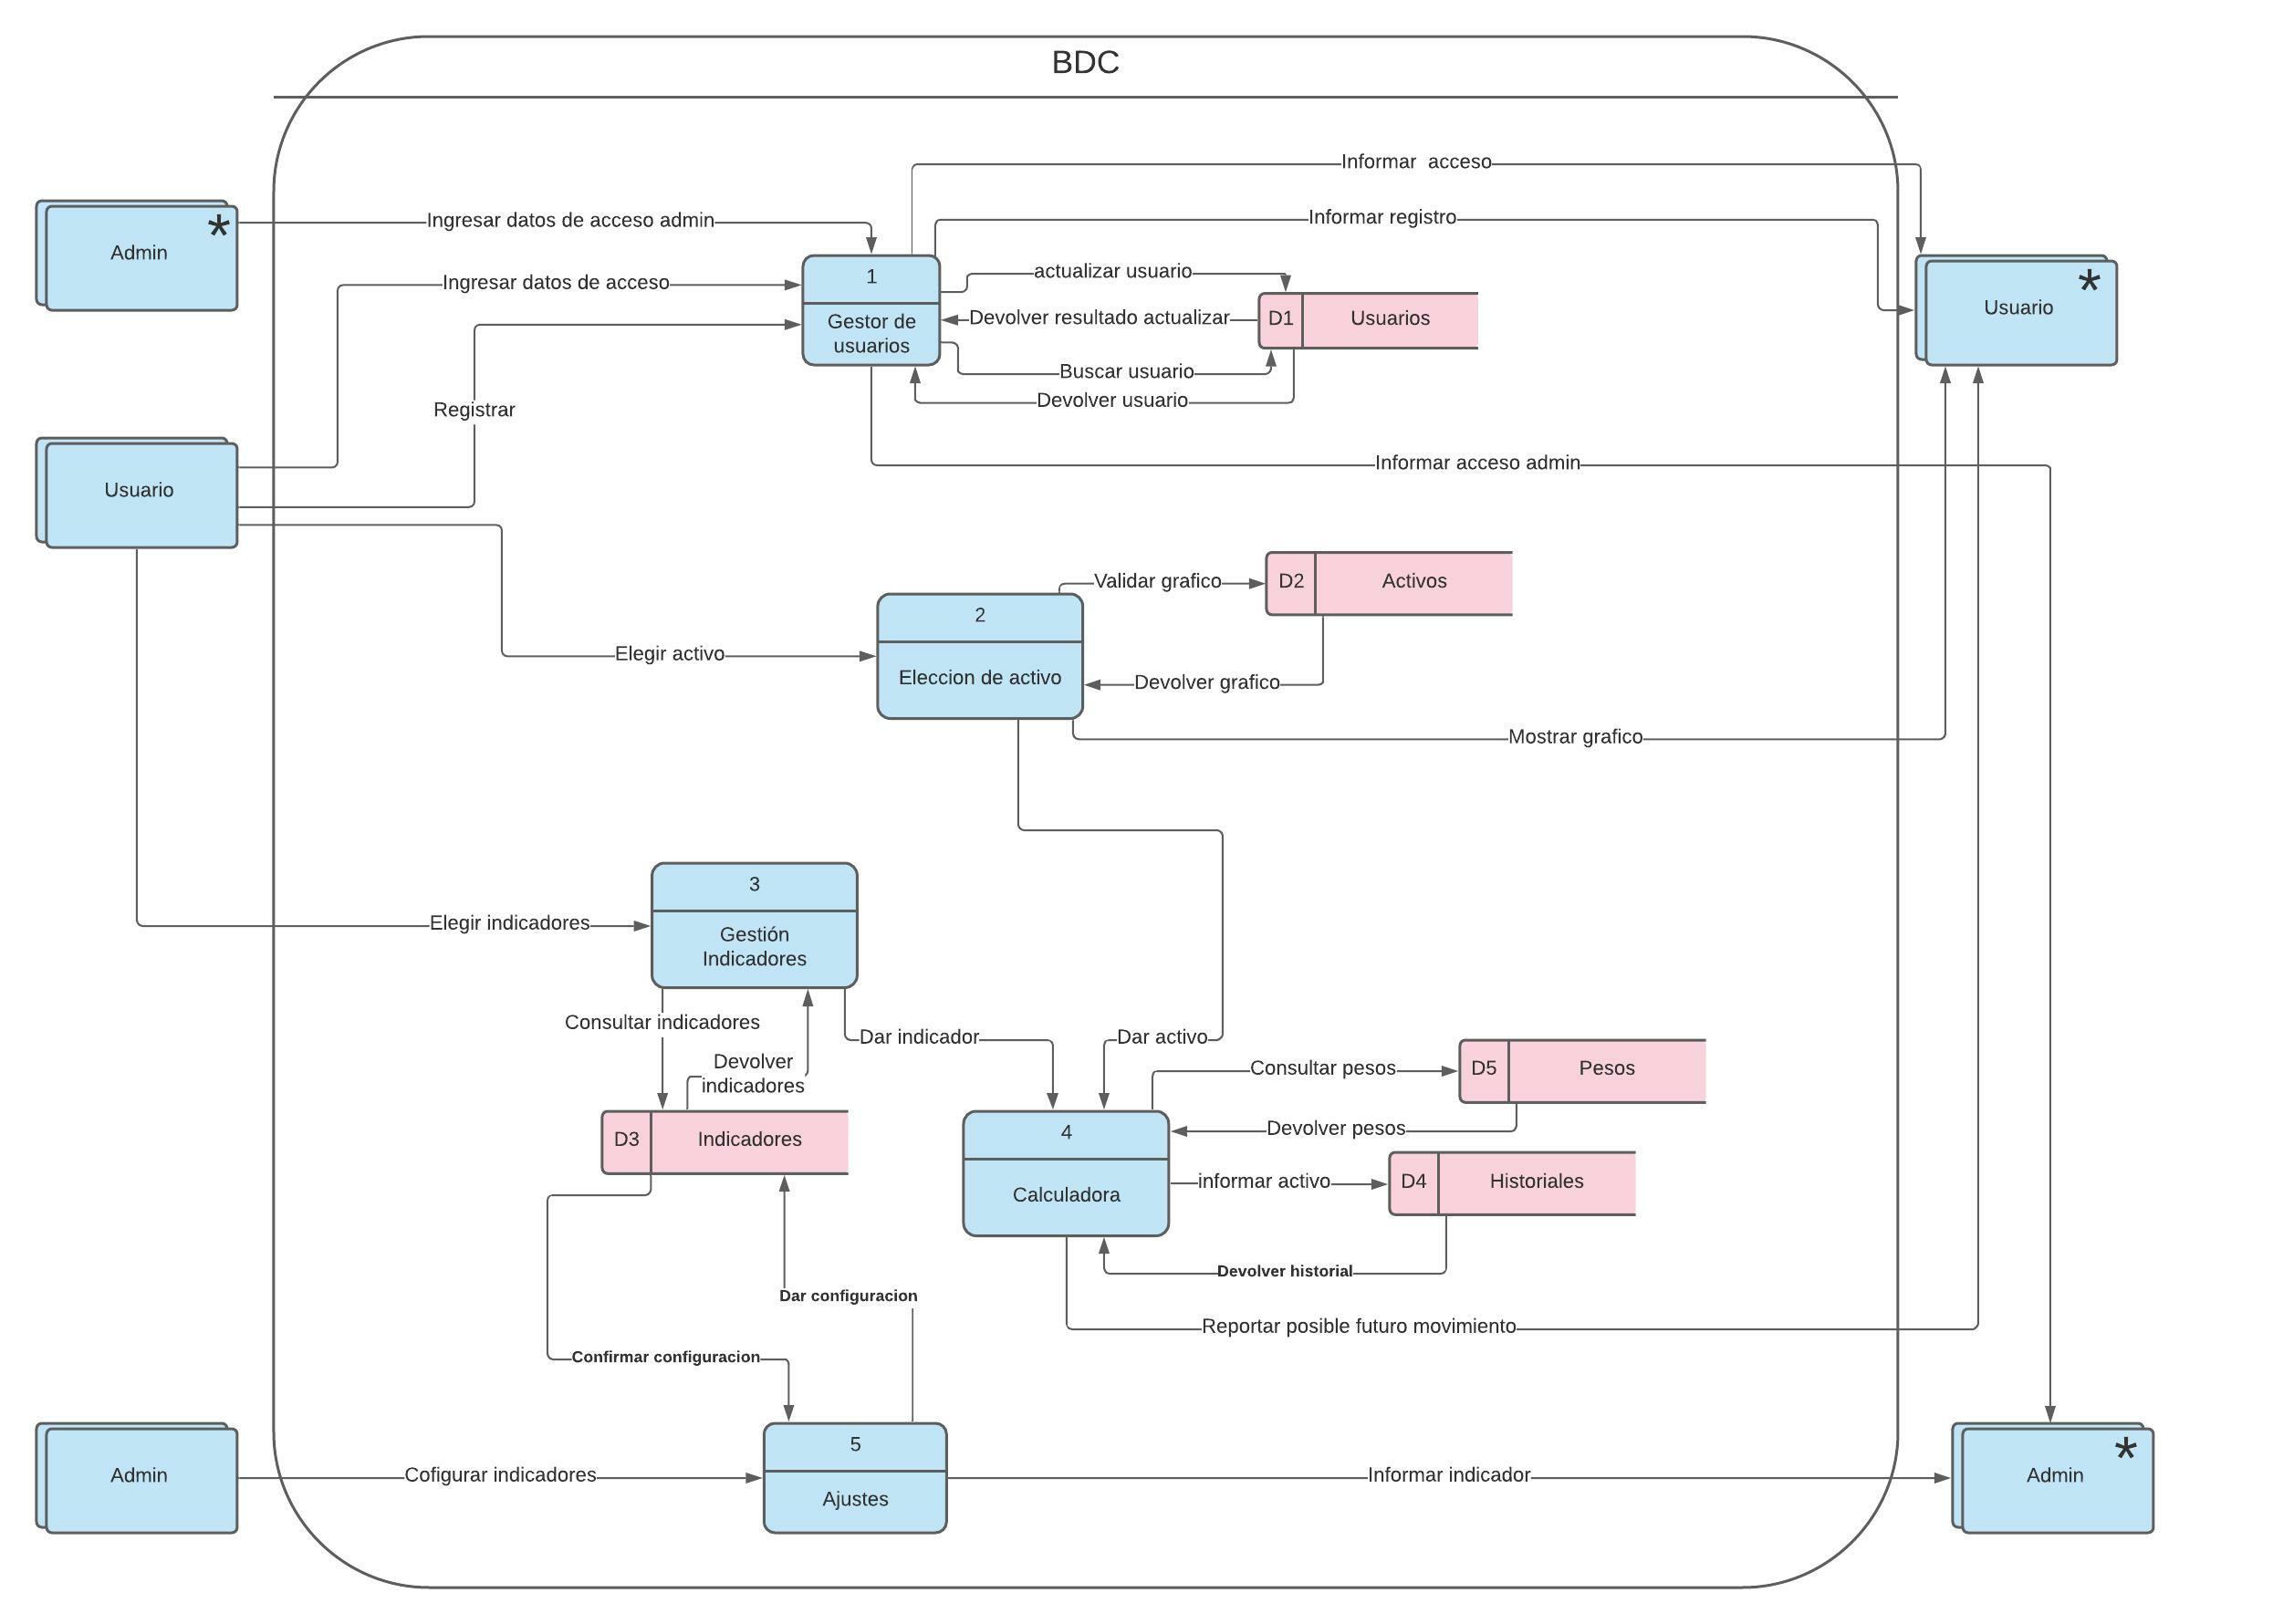 BDC
Informar  acceso
Ingresar datos de acceso admin
Informar registro
*
Admin
Ingresar datos de acceso
1
Gestor de
usuarios
actualizar usuario
Devolver resultado actualizar
D1
Usuarios
*
Usuario
Buscar usuario
Devolver usuario
Registrar
Informar acceso admin
Usuario
Validar grafico
D2
Activos
2
Eleccion de activo
Elegir activo
Devolver grafico
Mostrar grafico
3
Gestión
Indicadores
Elegir indicadores
Consultar indicadores
Dar indicador
Dar activo
Devolver
indicadores
Consultar pesos
D5
Pesos
D3
Indicadores
4
Calculadora
Devolver pesos
informar activo
D4
Historiales
Devolver historial
Dar configuracion
Reportar posible futuro movimiento
Confirmar configuracion
Admin
Cofigurar indicadores
5
Ajustes
Informar indicador
*
Admin